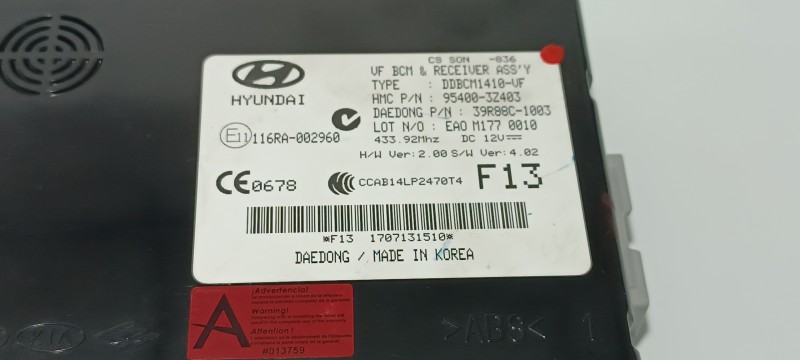 CS SON -836
VF BCM & RECEIVER ASS'Y
TYPE : DDBCM1410-VF
HMC P/N : 95400-3Z403
DAEDONG P/N : 39R88C-1003
LOT N/O : EAO M177 0010
433.92Mhz DC 12V
H/W Ver:2.00 S/W Ver:4.02
HYUNDAI
E11 116RA-002960
CE0678
CCAB14LP2470T4
F13
*F13 1707131510*
DAEDONG / MADE IN KOREA
A
¡Advertencia!
Warning!
Attention !
#013759
KIA
>ABS< 1